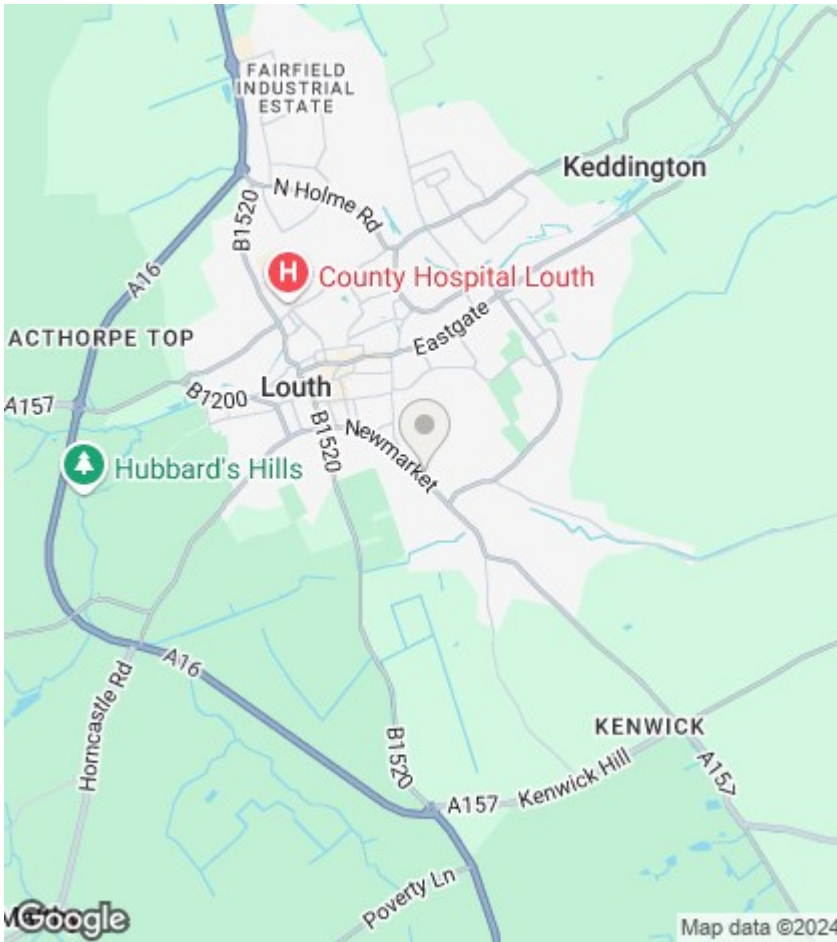 FAIRFIELD
INDUSTRIAL
ESTATE
Keddington
N Holme Rd
B1520
A16
County Hospital Louth
Eastgate
ACTHORPE TOP
Louth
B1200
A157
B1520
Newmarket
Hubbard's Hills
A16
Horncastle Rd
KENWICK
B1520
A157
Kenwick Hill
A157
Poverty Ln
Google
Map data ©2024
H